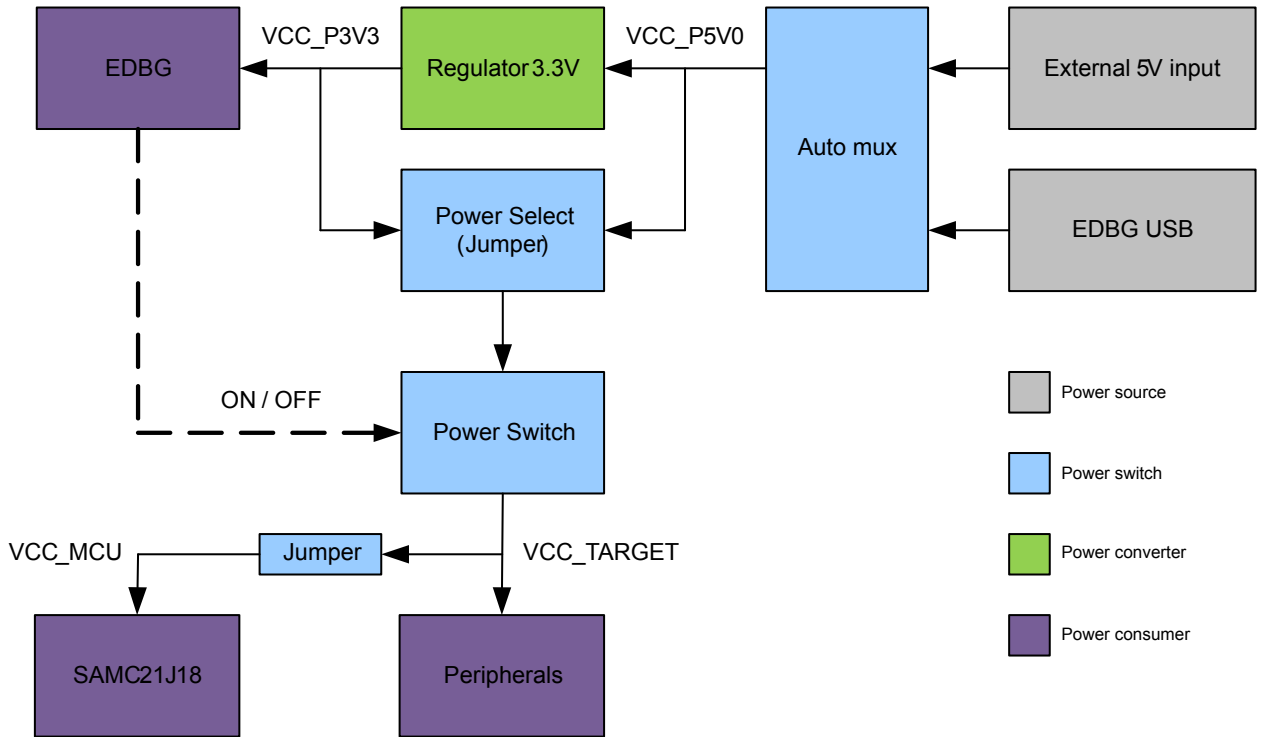 VCC_P3V3
VCC_P5V0
EDBG
Regulator 3.3V
External 5V input
Auto mux
Power Select
(Jumper)
EDBG USB
ON / OFF
Power Switch
Power source
Power switch
VCC_MCU
Jumper
VCC_TARGET
Power converter
SAMC21J18
Peripherals
Power consumer